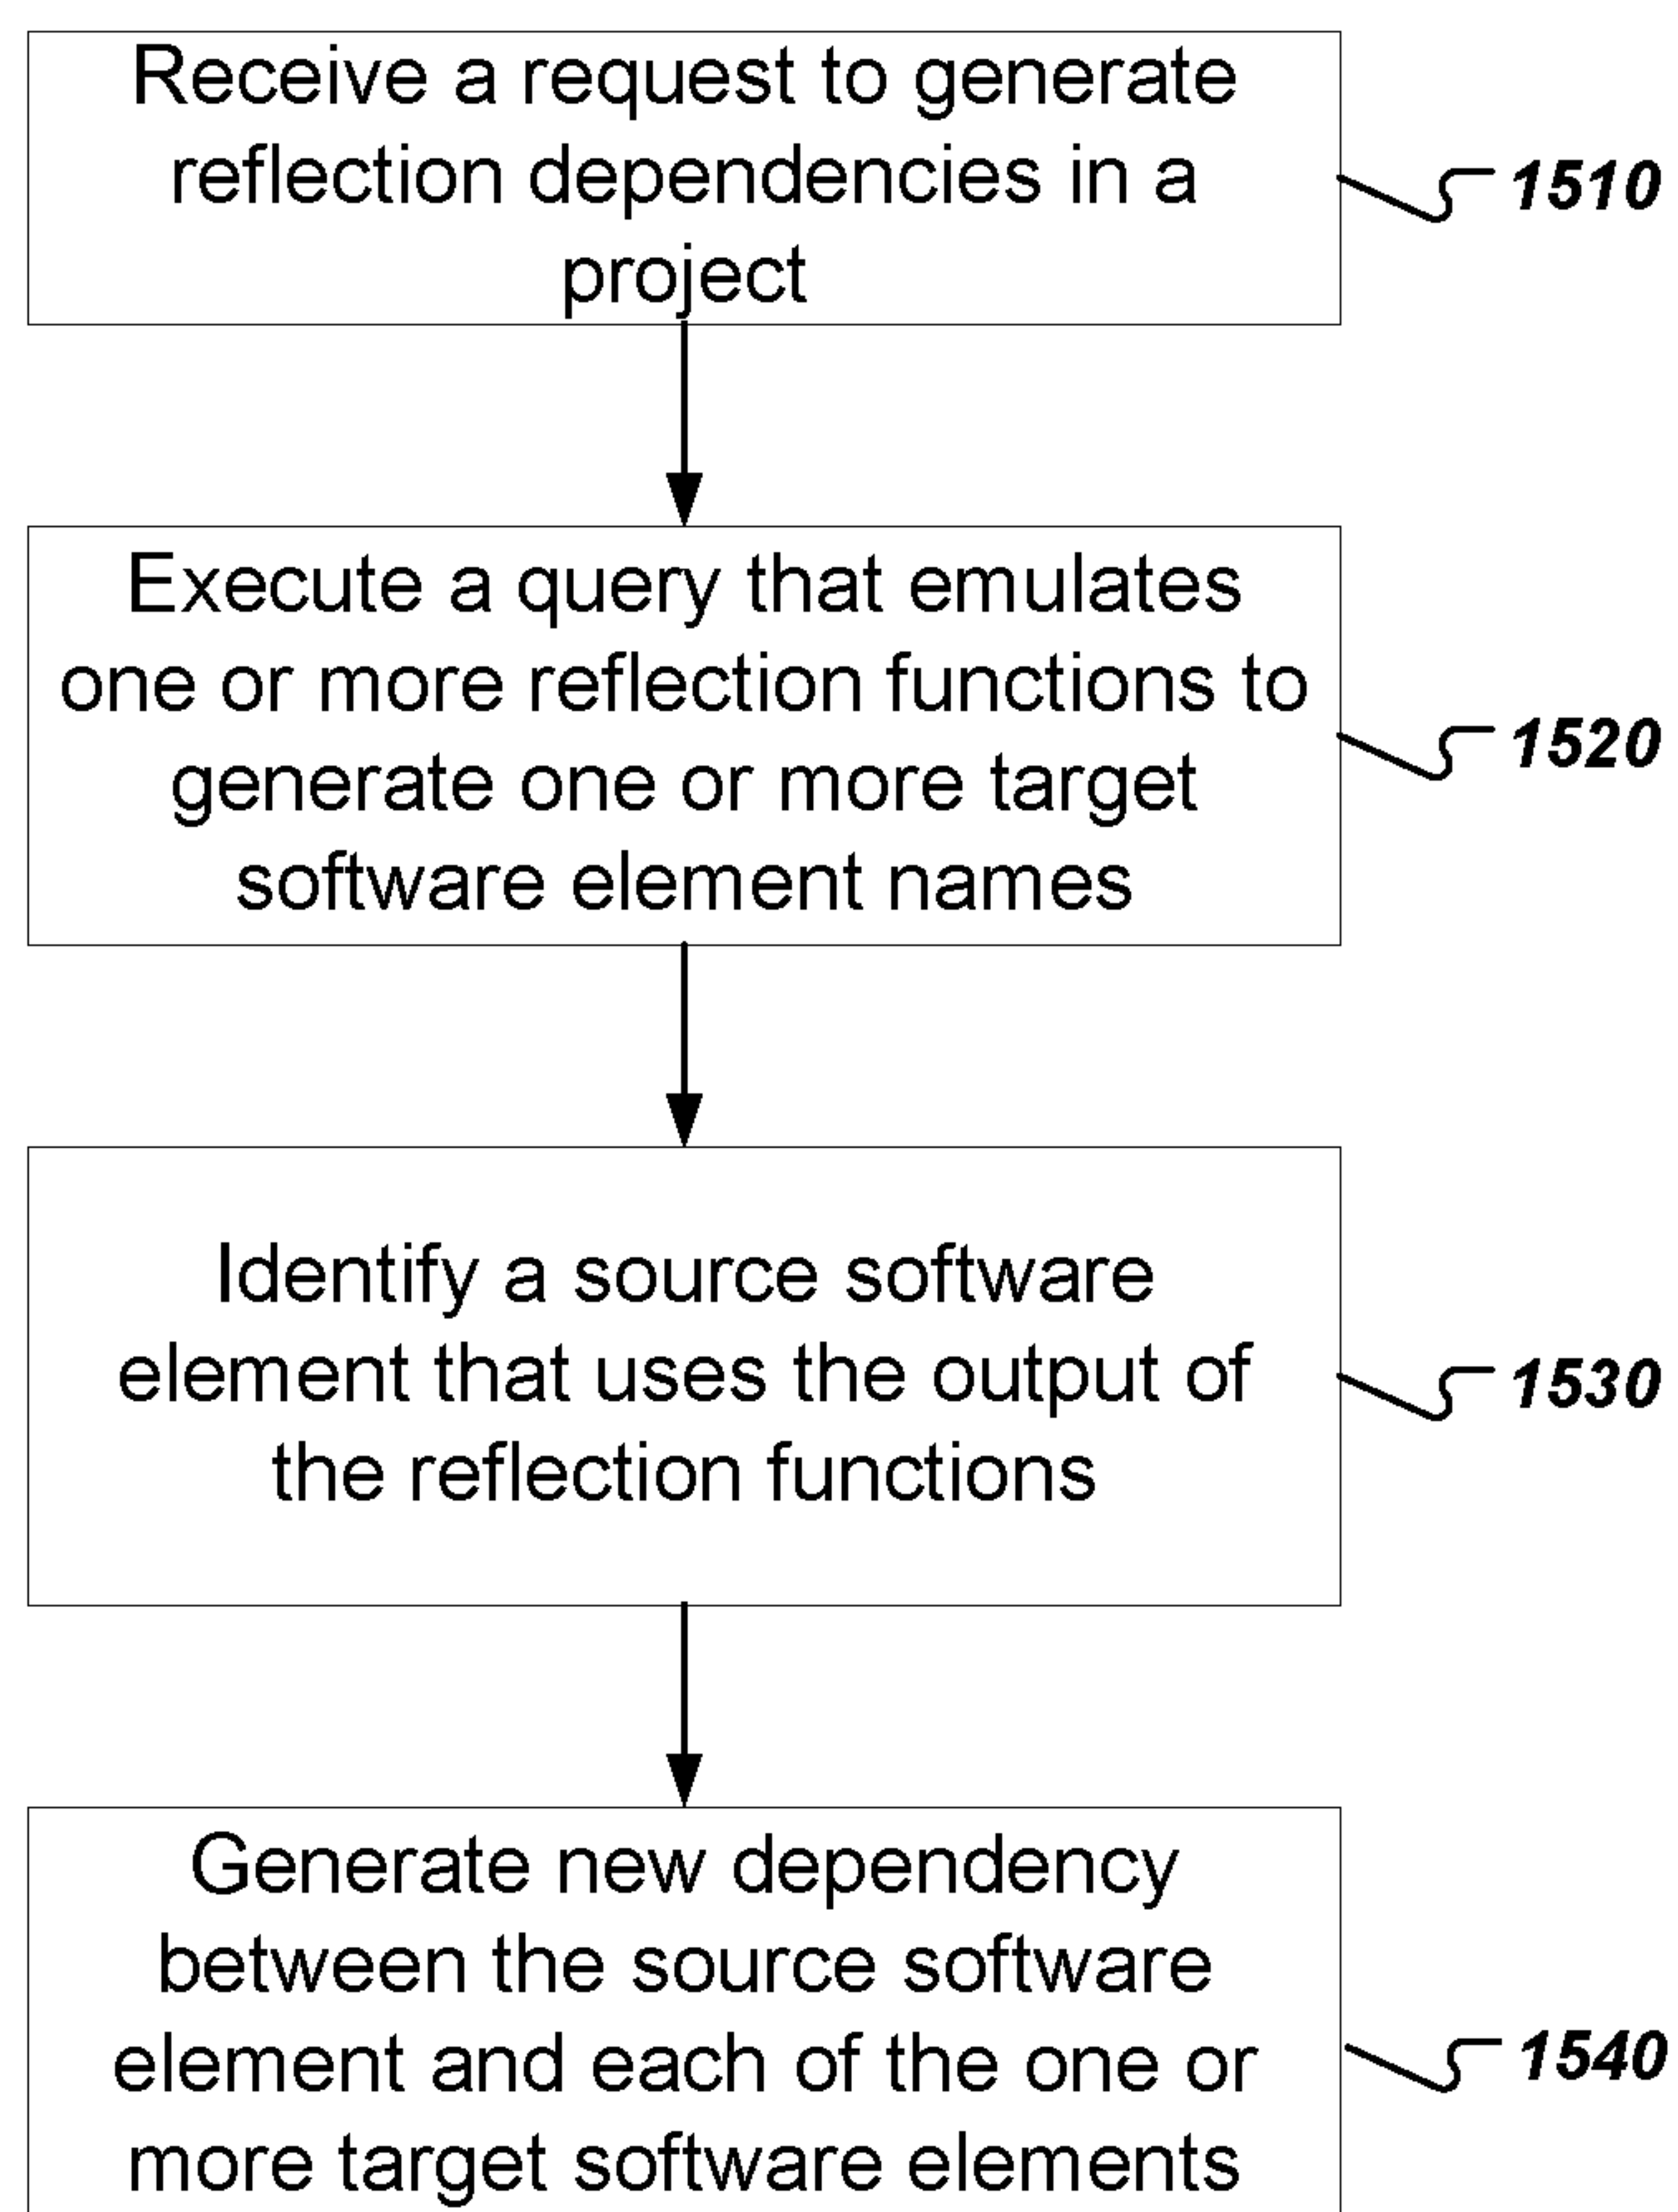 Receive a request to generate
reflection dependencies in a
project
1510
Execute a query that emulates
one or more reflection functions to
generate one or more target
software element names
1520
Identify a source software
element that uses the output of
the reflection functions
1530
Generate new dependency
between the source software
element and each of the one or
more target software elements
1540